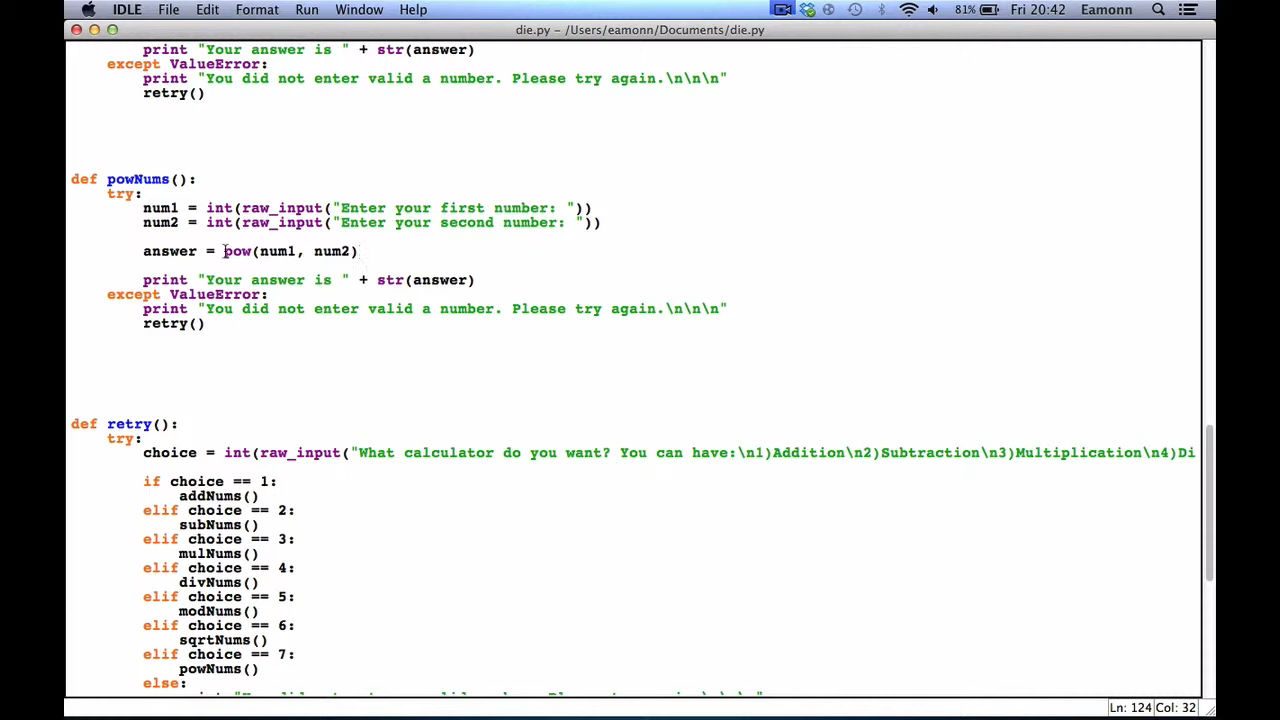 IDLE File Edit Format Run Window Help 81% Fri 20:42 Eamonn
die.py – /Users/eamonn/Documents/die.py
print "Your answer is " + str(answer)
except ValueError:
print "You did not enter valid a number. Please try again.\n\n\n"
retry()
def powNums():
try:
num1 = int(raw_input("Enter your first number: "))
num2 = int(raw_input("Enter your second number: "))
answer = pow(num1, num2)
print "Your answer is " + str(answer)
except ValueError:
print "You did not enter valid a number. Please try again.\n\n\n"
retry()
def retry():
try:
choice = int(raw_input("What calculator do you want? You can have:\n1)Addition\n2)Subtraction\n3)Multiplication\n4)Di
if choice == 1:
addNums()
elif choice == 2:
subNums()
elif choice == 3:
mulNums()
elif choice == 4:
divNums()
elif choice == 5:
modNums()
elif choice == 6:
sqrtNums()
elif choice == 7:
powNums()
else:
Ln: 124 Col: 32